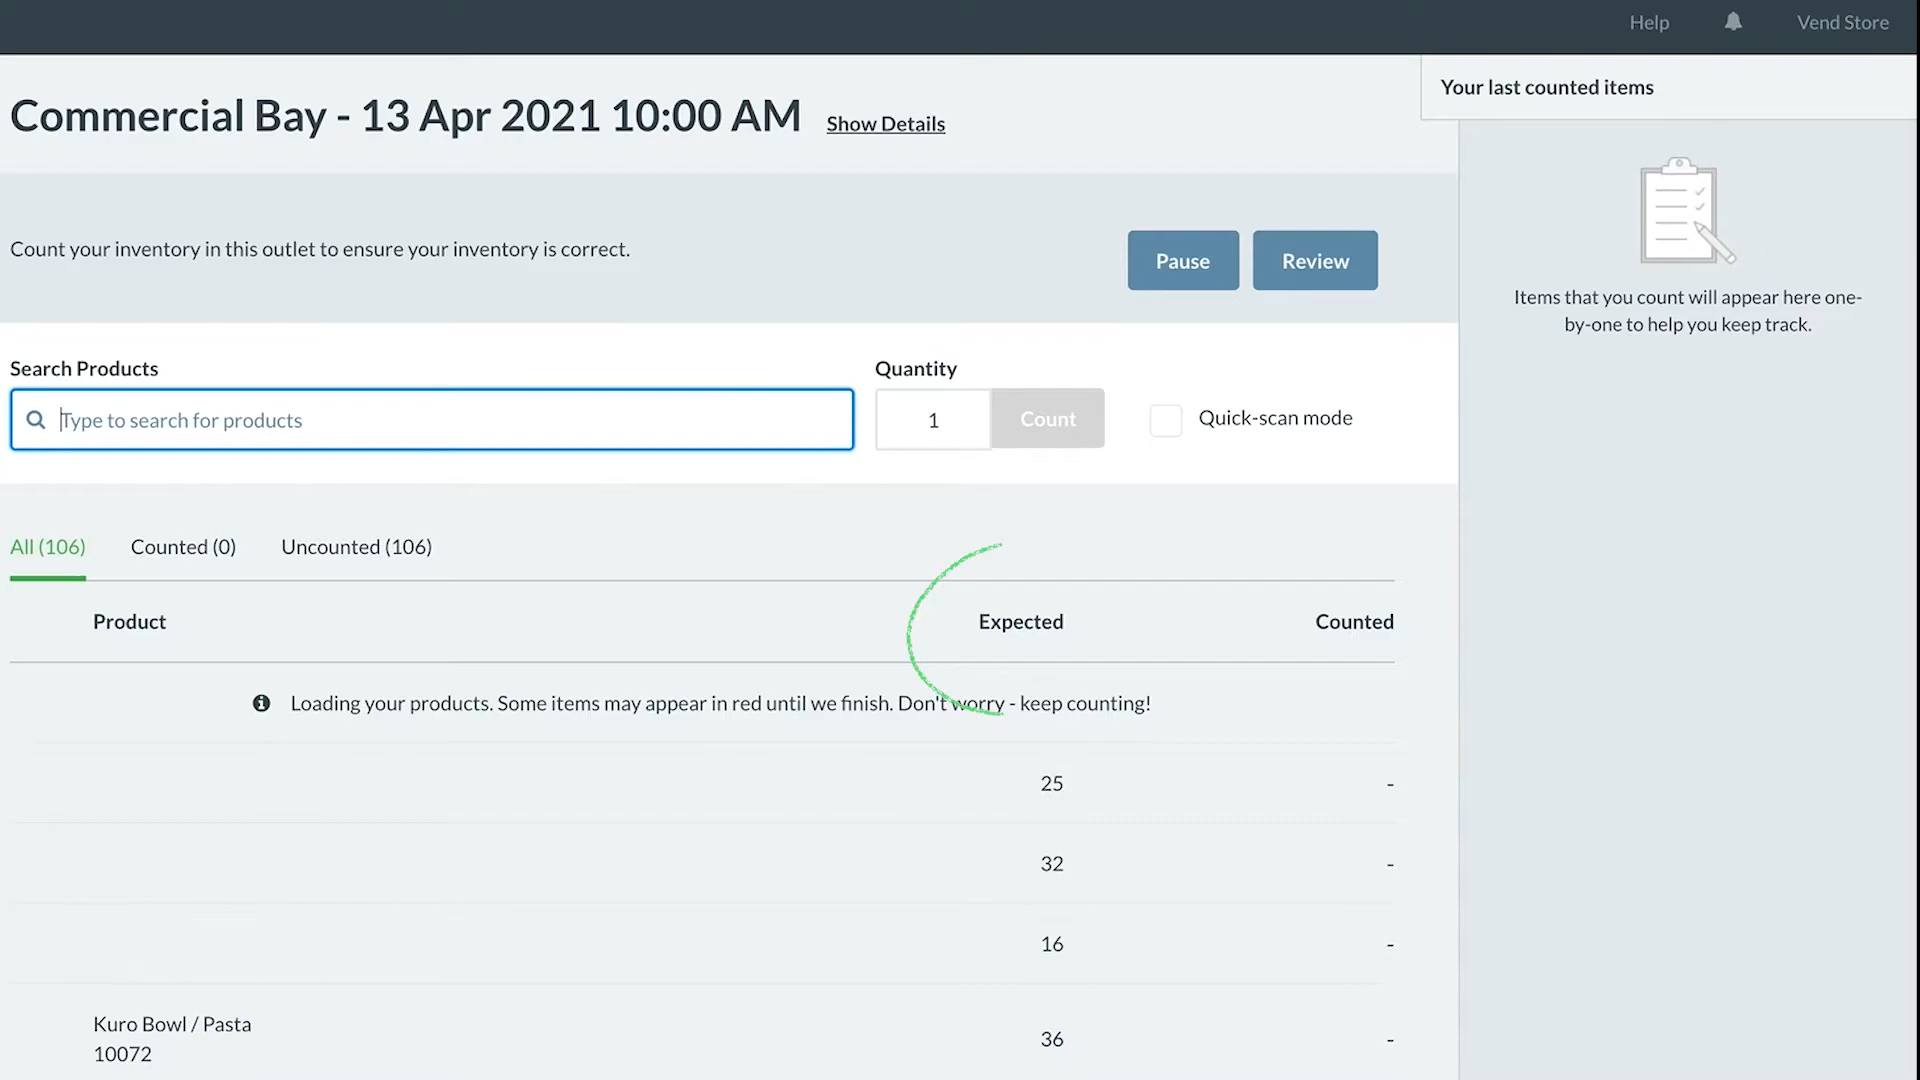 Help
Vend Store
Commercial Bay - 13 Apr 2021 10:00 AM
Show Details
Your last counted items
Count your inventory in this outlet to ensure your inventory is correct.
Pause
Review
Items that you count will appear here one-
by-one to help you keep track.
Search Products
Quantity
Type to search for products
1
Count
Quick-scan mode
All (106)
Counted (0)
Uncounted (106)
Product
Expected
Counted
Loading your products. Some items may appear in red until we finish. Don't worry - keep counting!
25
-
32
-
16
-
Kuro Bowl / Pasta
10072
36
-